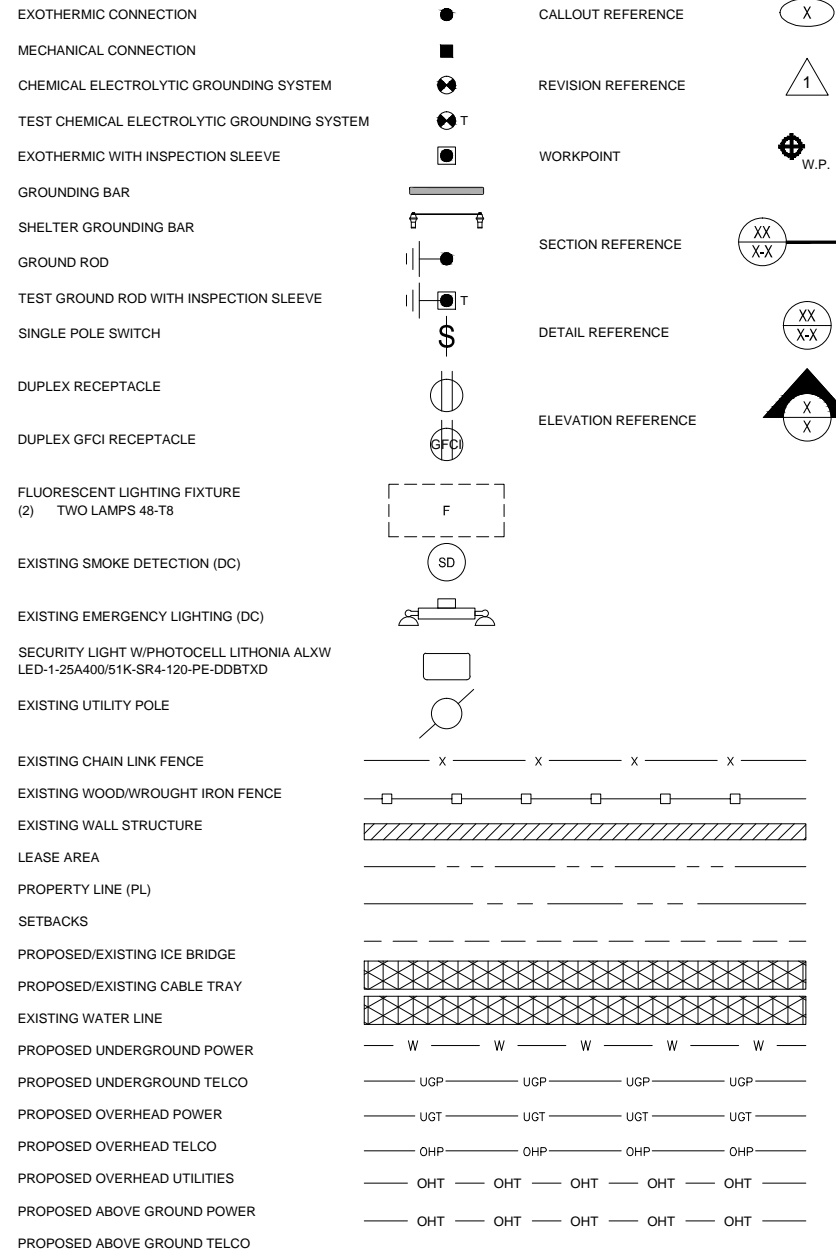 EXOTHERMIC CONNECTION
MECHANICAL CONNECTION
CHEMICAL ELECTROLYTIC GROUNDING SYSTEM
TEST CHEMICAL ELECTROLYTIC GROUNDING SYSTEM
T
EXOTHERMIC WITH INSPECTION SLEEVE
GROUNDING BAR
SHELTER GROUNDING BAR
GROUND ROD
TEST GROUND ROD WITH INSPECTION SLEEVE
T
SINGLE POLE SWITCH
$
DUPLEX RECEPTACLE
DUPLEX GFCI RECEPTACLE
GFCI
FLUORESCENT LIGHTING FIXTURE
(2) TWO LAMPS 48-T8
F
EXISTING SMOKE DETECTION (DC)
SD
EXISTING EMERGENCY LIGHTING (DC)
SECURITY LIGHT W/PHOTOCELL LITHONIA ALXW
LED-1-25A400/51K-SR4-120-PE-DDBTXD
EXISTING UTILITY POLE
EXISTING CHAIN LINK FENCE
X X X X
EXISTING WOOD/WROUGHT IRON FENCE
EXISTING WALL STRUCTURE
LEASE AREA
PROPERTY LINE (PL)
SETBACKS
PROPOSED/EXISTING ICE BRIDGE
PROPOSED/EXISTING CABLE TRAY
EXISTING WATER LINE
PROPOSED UNDERGROUND POWER
W W W W W
PROPOSED UNDERGROUND TELCO
UGP UGP UGP UGP
PROPOSED OVERHEAD POWER
UGT UGT UGT UGT
PROPOSED OVERHEAD TELCO
OHP OHP OHP OHP
PROPOSED OVERHEAD UTILITIES
OHT OHT OHT OHT OHT
PROPOSED ABOVE GROUND POWER
OHT OHT OHT OHT OHT
PROPOSED ABOVE GROUND TELCO
CALLOUT REFERENCE
X
REVISION REFERENCE
1
WORKPOINT
W.P.
SECTION REFERENCE
XX
X-X
DETAIL REFERENCE
XX
X-X
ELEVATION REFERENCE
X
X